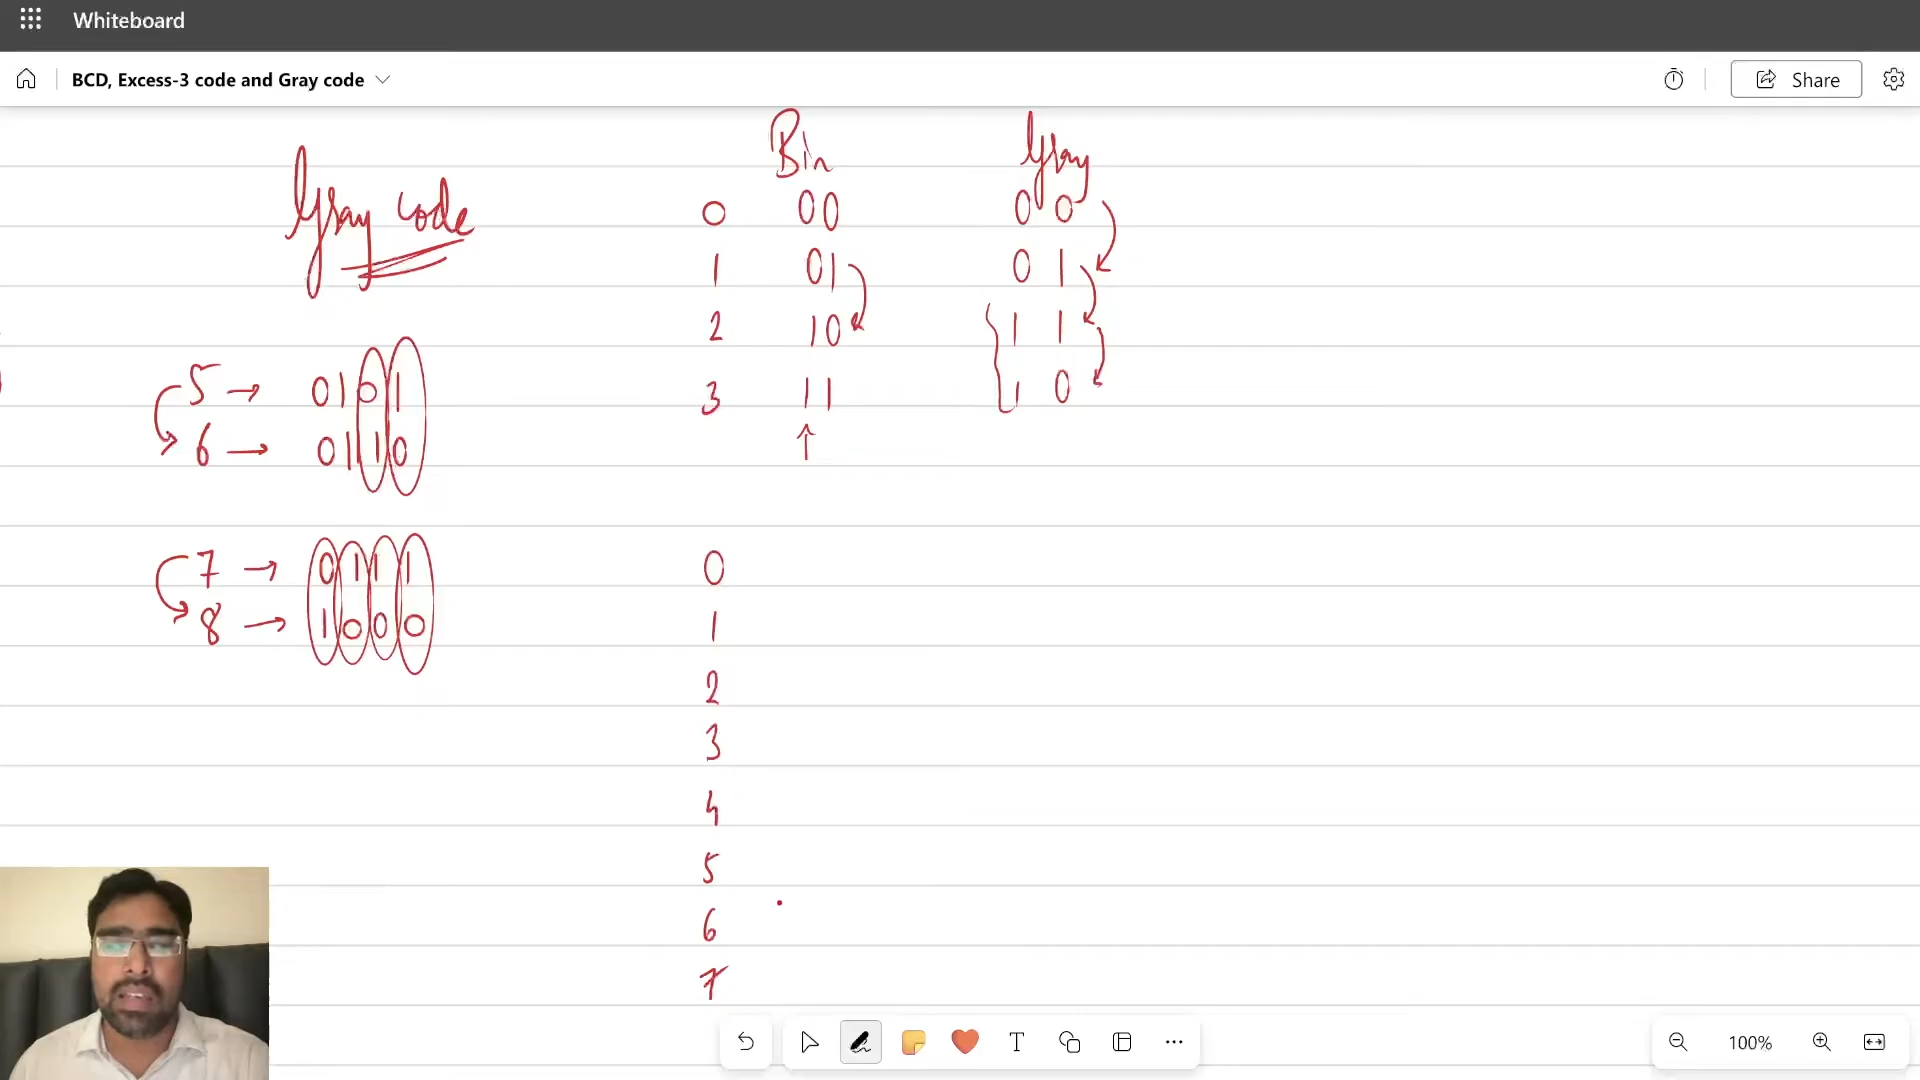 Whiteboard
BCD, Excess-3 code and Gray code
Share
Gray code
5 → 0101
6 → 0110
7 → 0111
8 → 1000
Bin Gray
0 00 00
1 01 01
2 10 11
3 11 10
↑
0
1
2
3
4
5
6
7
100%